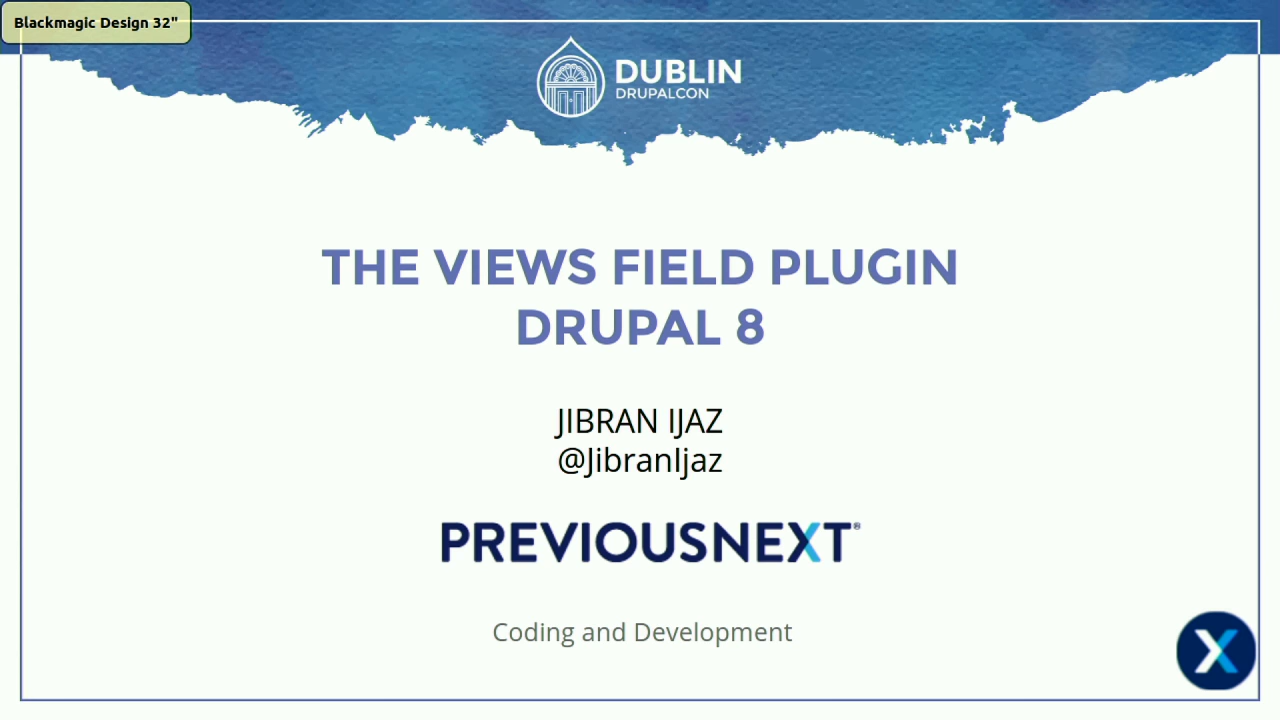 Blackmagic Design 32"
DUBLIN
DRUPALCON
THE VIEWS FIELD PLUGIN
DRUPAL 8
JIBRAN IJAZ
@JibranIjaz
PREVIOUSNEXT®
Coding and Development
X